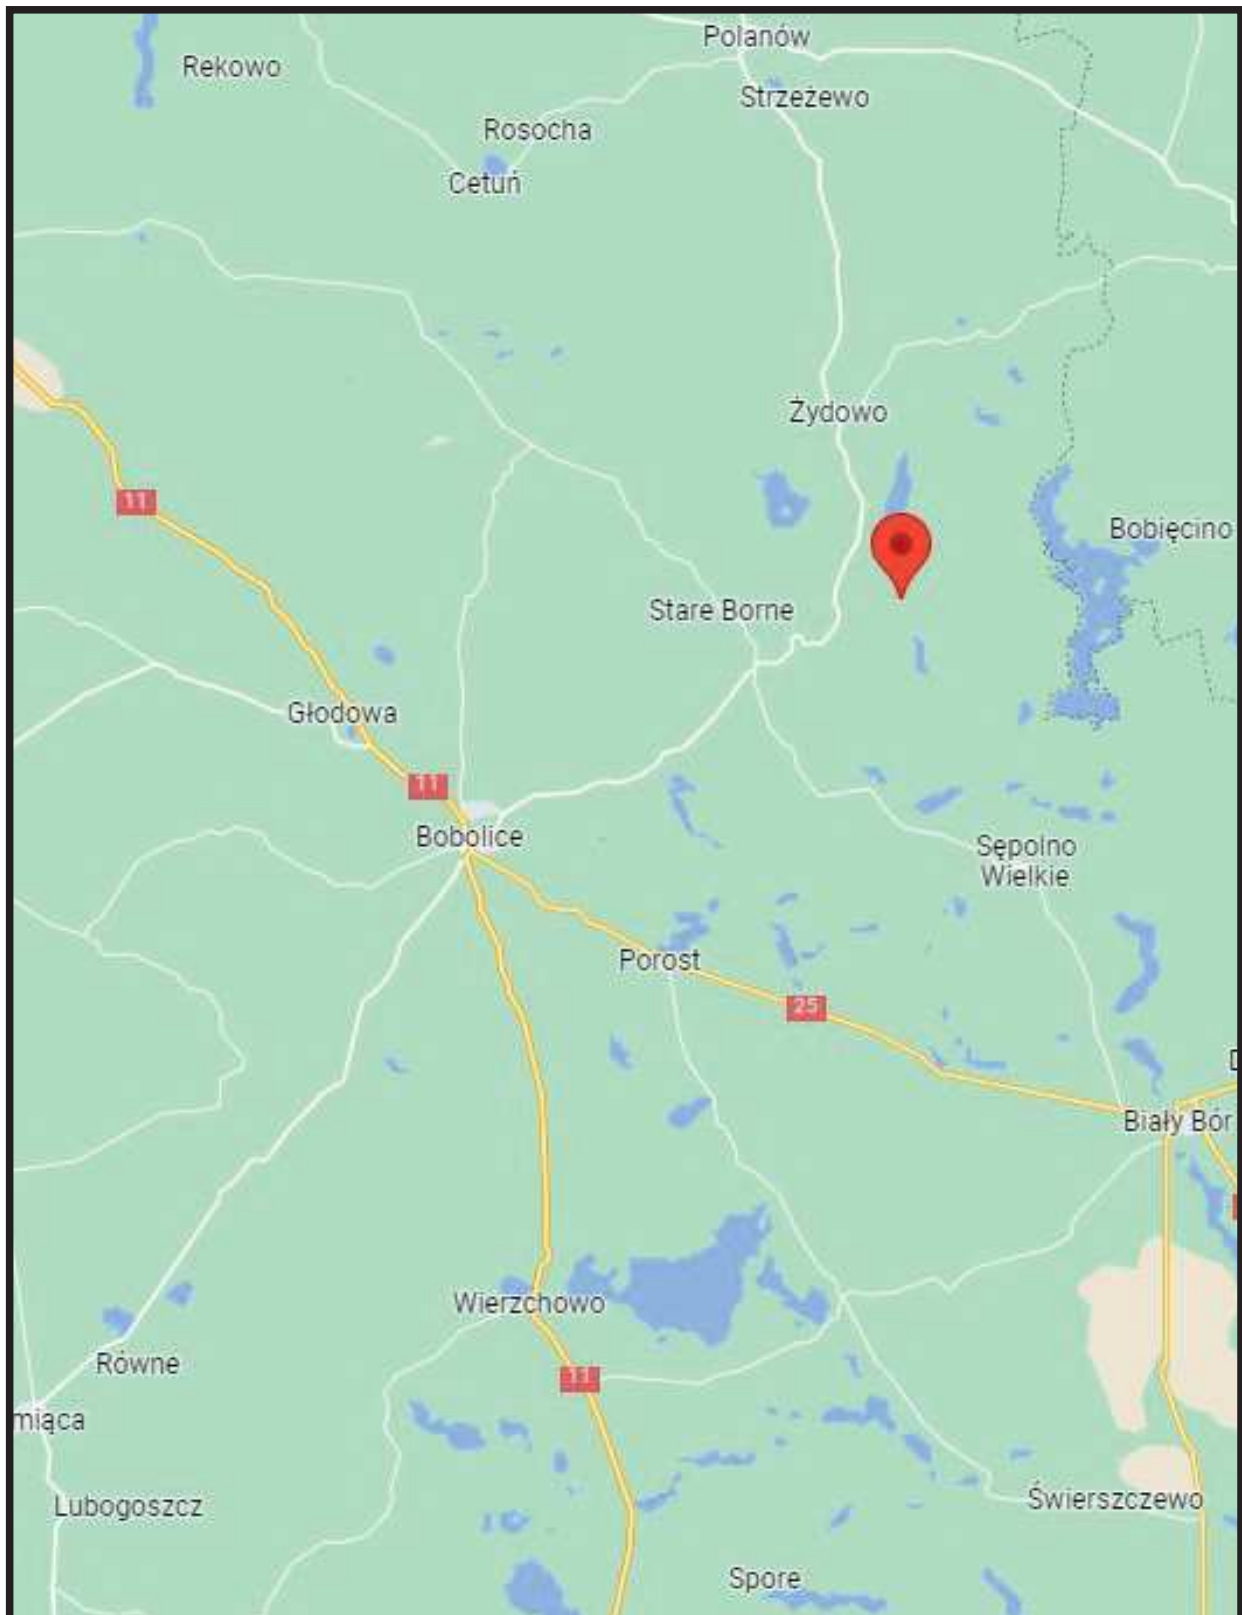 Polanów
Rekowo
Strzeżewo
Rosocha
Cetuń
Żydowo
11
Bobięcino
Stare Borne
Głodowa
11
Bobolice
Sępolno
Wielkie
Porost
25
D
Biały Bór
Wierzchowo
Równe
11
miąca
Świerszczewo
Lubogoszcz
Spore